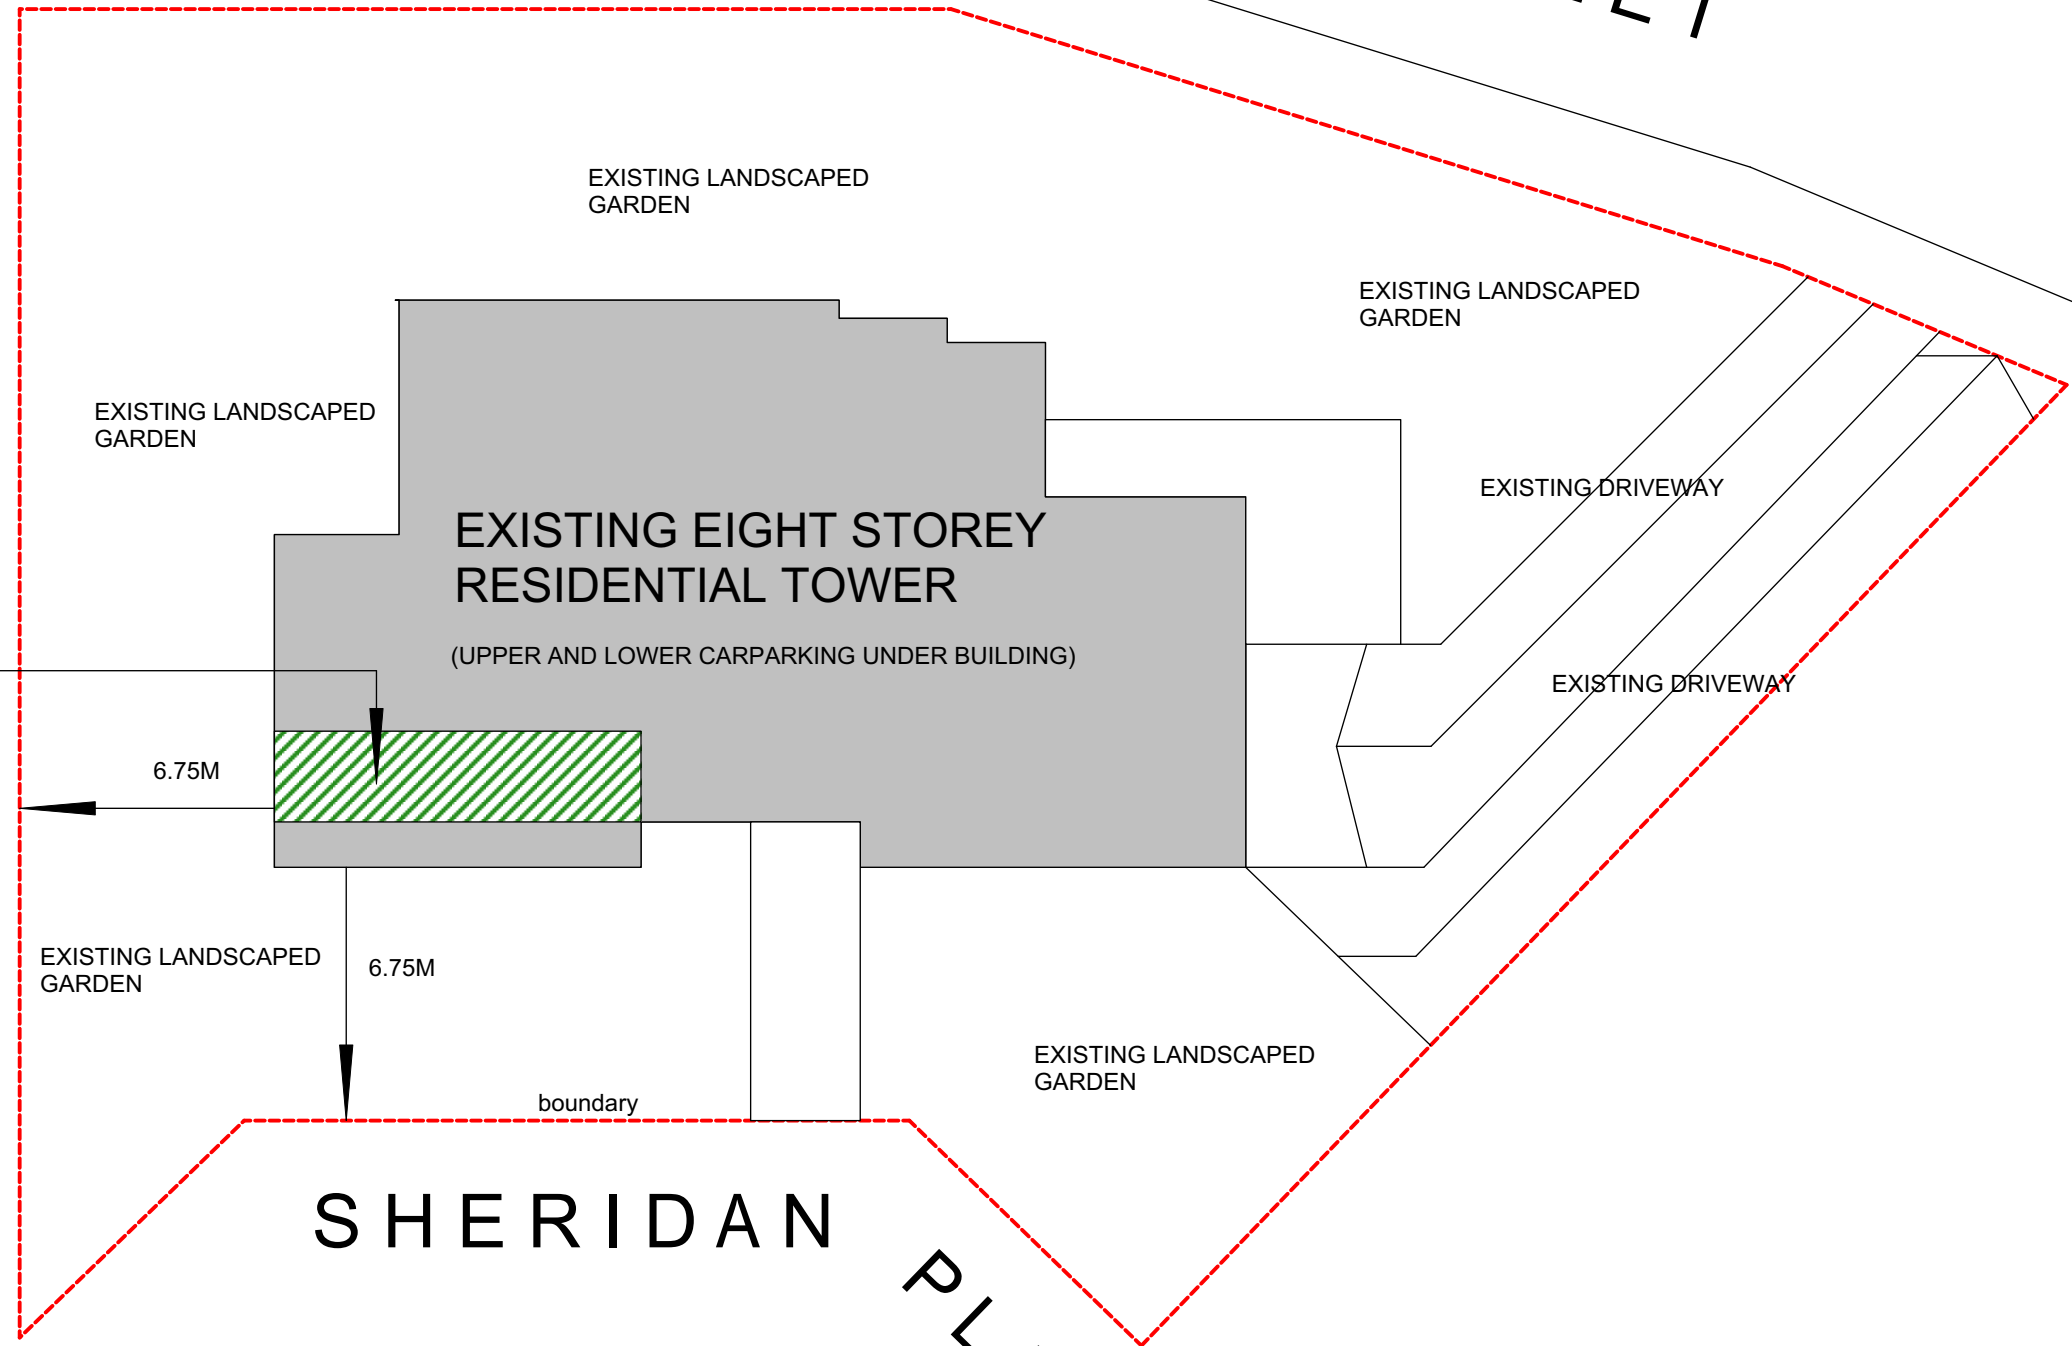 EXISTING LANDSCAPED
GARDEN
EXISTING LANDSCAPED
GARDEN
EXISTING LANDSCAPED
GARDEN
EXISTING DRIVEWAY
EXISTING EIGHT STOREY
RESIDENTIAL TOWER
(UPPER AND LOWER CARPARKING UNDER BUILDING)
EXISTING DRIVEWAY
6.75M
EXISTING LANDSCAPED
GARDEN
6.75M
EXISTING LANDSCAPED
GARDEN
boundary
SHERIDAN